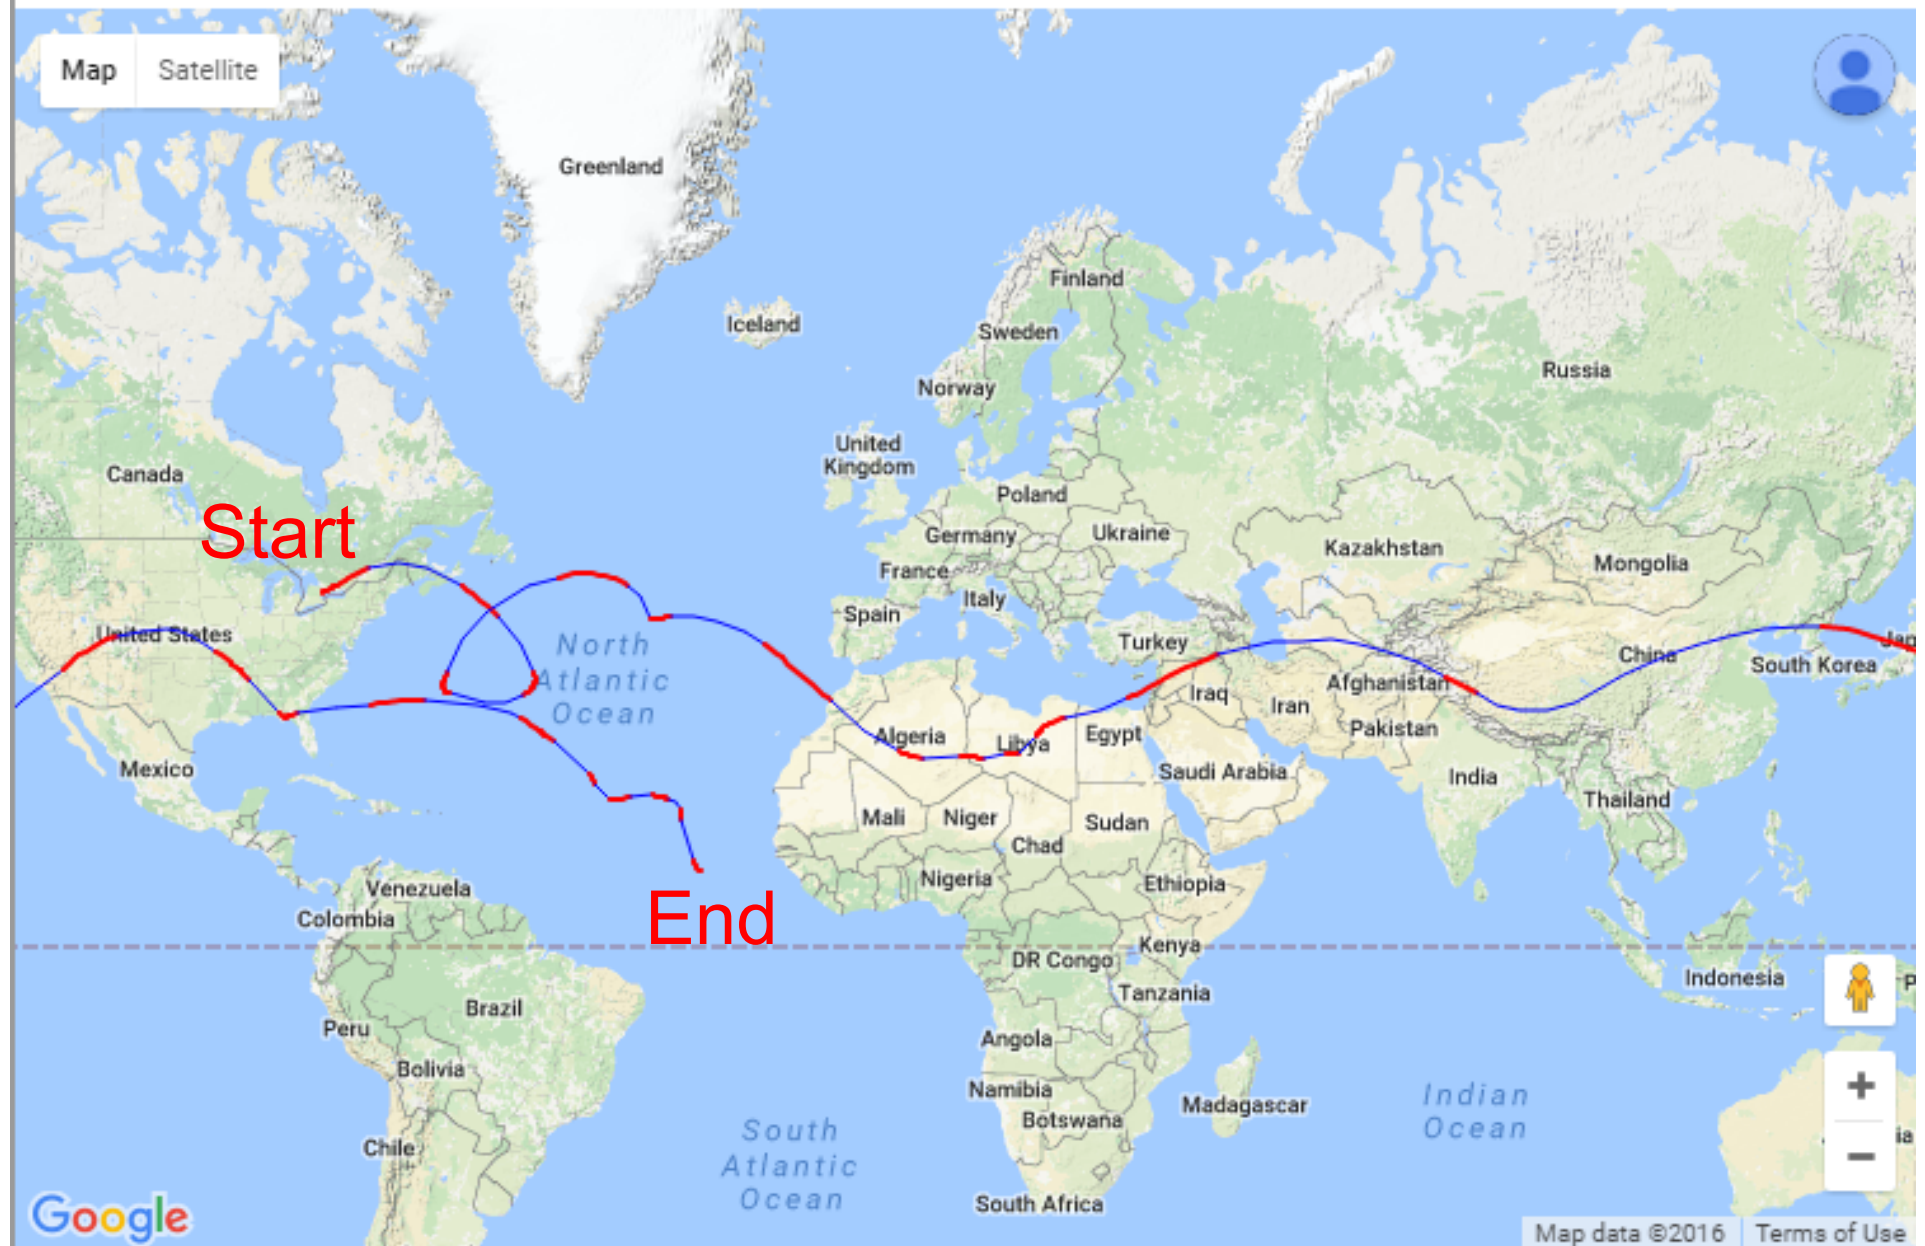 Map
Satellite
Greenland
Iceland
Finland
Sweden
Norway
Russia
United
Kingdom
Canada
Poland
Start
Germany
Ukraine
Kazakhstan
Mongolia
France
Italy
Spain
United States
North
Atlantic
Ocean
Turkey
China
South Korea
Afghanistan
Iraq
Iran
Pakistan
Algeria
Libya
Egypt
Mexico
Saudi Arabia
India
Thailand
Mali
Niger
Sudan
Chad
Nigeria
Ethiopia
Venezuela
Colombia
End
Kenya
DR Congo
Indonesia
Tanzania
Brazil
Peru
Angola
Bolivia
Namibia
Botswana
Madagascar
Indian
Ocean
South
Atlantic
Ocean
Chile
South Africa
Google
Map data ©2016
Terms of Use